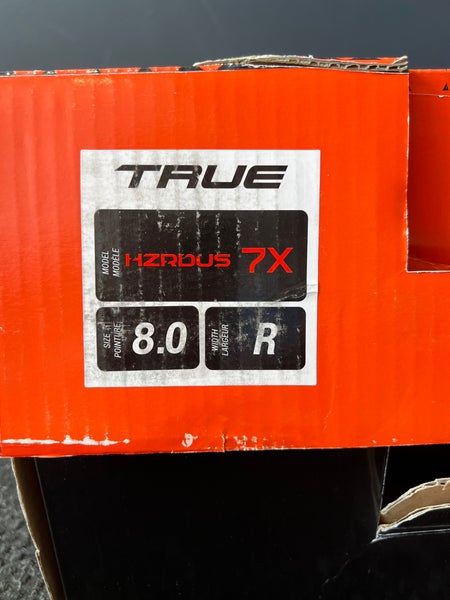 TRUE
MODEL
MODÈLE
HZRDUS 7X
SIZE
POINTURE
8.0
WIDTH
LARGEUR
R